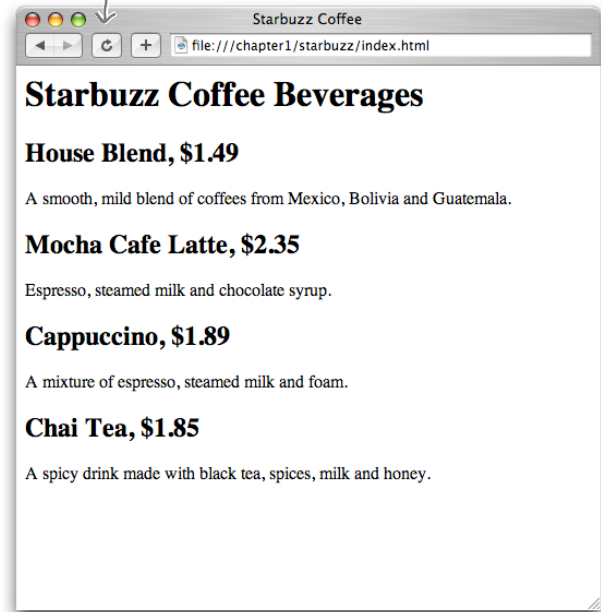 Starbuzz Coffee
file:///chapter1/starbuzz/index.html
Starbuzz Coffee Beverages
House Blend, $1.49
A smooth, mild blend of coffees from Mexico, Bolivia and Guatemala.
Mocha Cafe Latte, $2.35
Espresso, steamed milk and chocolate syrup.
Cappuccino, $1.89
A mixture of espresso, steamed milk and foam.
Chai Tea, $1.85
A spicy drink made with black tea, spices, milk and honey.